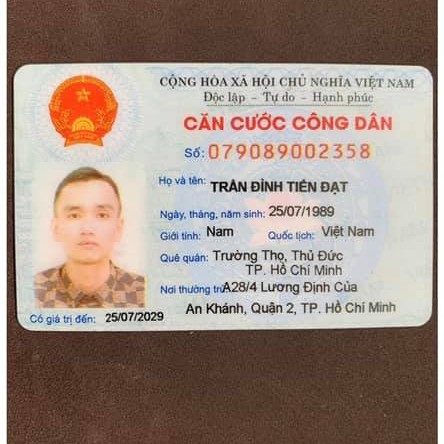 CỘNG HÒA XÃ HỘI CHỦ NGHĨA VIỆT NAM
Độc lập - Tự do - Hạnh phúc
CĂN CƯỚC CÔNG DÂN
Số: 079089002358
Họ và tên: TRẦN ĐÌNH TIẾN ĐẠT
Ngày, tháng, năm sinh: 25/07/1989
Giới tính: Nam Quốc tịch: Việt Nam
Quê quán: Trường Thọ, Thủ Đức
TP. Hồ Chí Minh
Nơi thường trú A28/4 Lương Định Của
An Khánh, Quận 2, TP. Hồ Chí Minh
Có giá trị đến: 25/07/2029